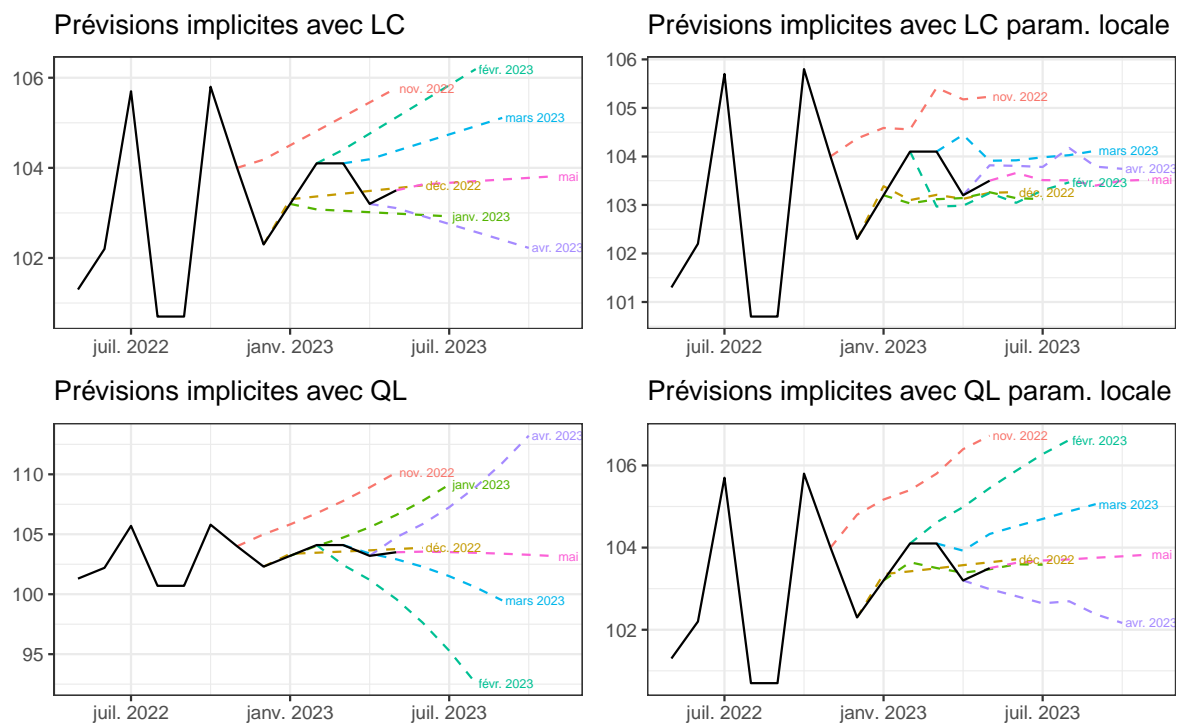 Prévisions implicites avec LC
106
104
102
févr. 2023
nov. 2022
mars 2023
déc. 2022
mai
janv. 2023
avr. 2023
juil. 2022
janv. 2023
juil. 2023
Prévisions implicites avec LC param. locale
106
105
104
103
102
101
nov. 2022
mars 2023
avr. 2023
févr. 2023
mai
déc. 2022
juil. 2022
janv. 2023
juil. 2023
Prévisions implicites avec QL
110
105
100
95
avr. 2023
nov. 2022
janv. 2023
déc. 2022
mai
mars 2023
févr. 2023
juil. 2022
janv. 2023
juil. 2023
Prévisions implicites avec QL param. locale
106
104
102
nov. 2022
févr. 2023
mars 2023
mai
déc. 2022
avr. 2023
juil. 2022
janv. 2023
juil. 2023